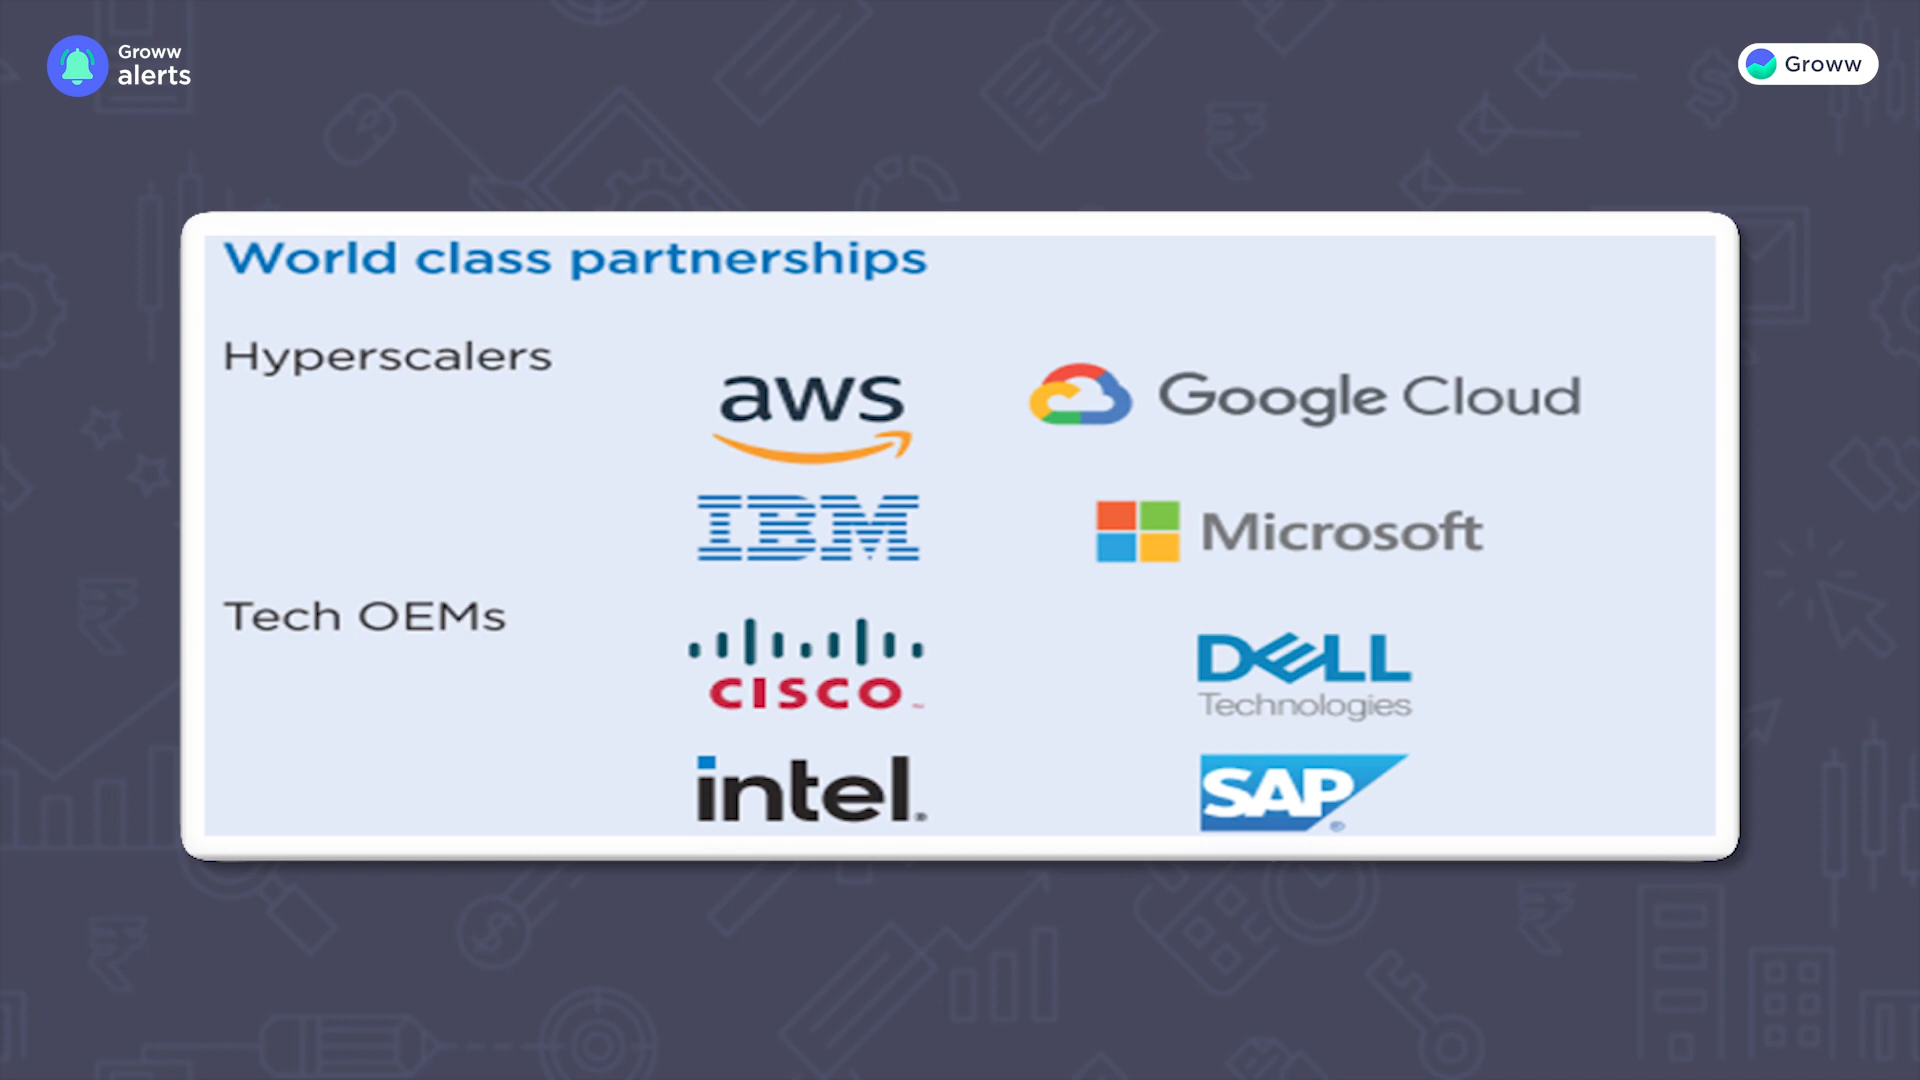 Groww
alerts
Groww
World class partnerships
Hyperscalers
aws
Google Cloud
IBM
Microsoft
Tech OEMs
CISCO
DELL
Technologies
intel
SAP